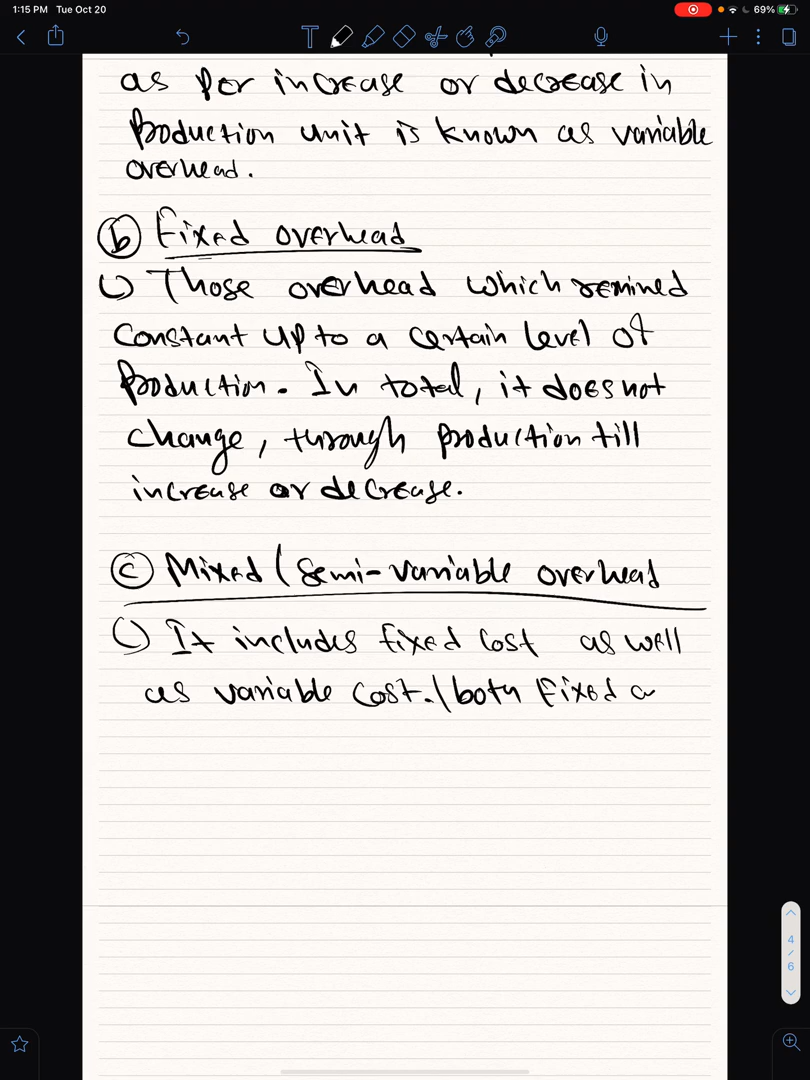 1:15 PM Tue Oct 20
69%
as per increase or decrease in
Production unit is known as variable
overhead.
(b) Fixed overhead
Those overhead which remined
constant up to a certain level of
Production. In total, it does not
change, through production till
increase or decrease.
(c) Mixed (Semi-variable overhead
It includes fixed cost as well
as variable cost. (both fixed a
4
/
6